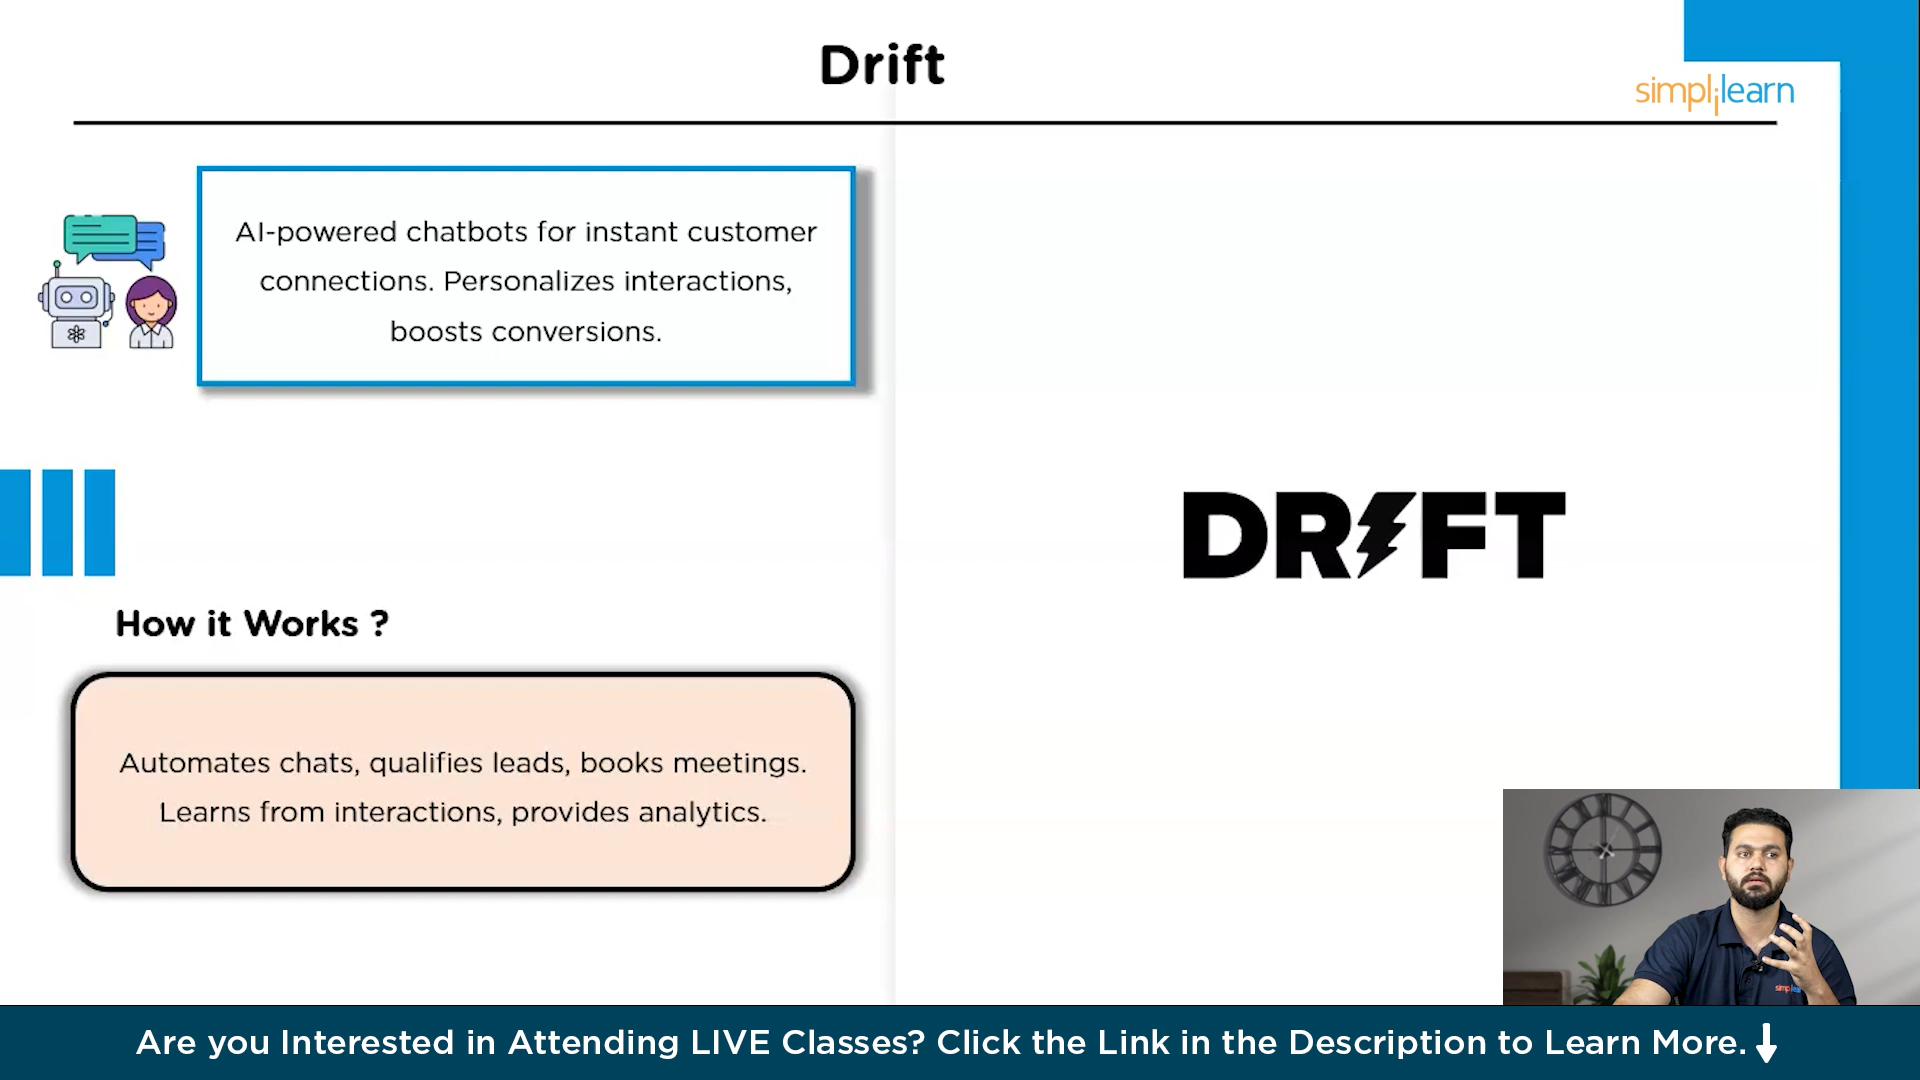 Drift
simplilearn
AI-powered chatbots for instant customer
connections. Personalizes interactions,
boosts conversions.
DRIFT
How it Works ?
Automates chats, qualifies leads, books meetings.
Learns from interactions, provides analytics.
Are you Interested in Attending LIVE Classes? Click the Link in the Description to Learn More.